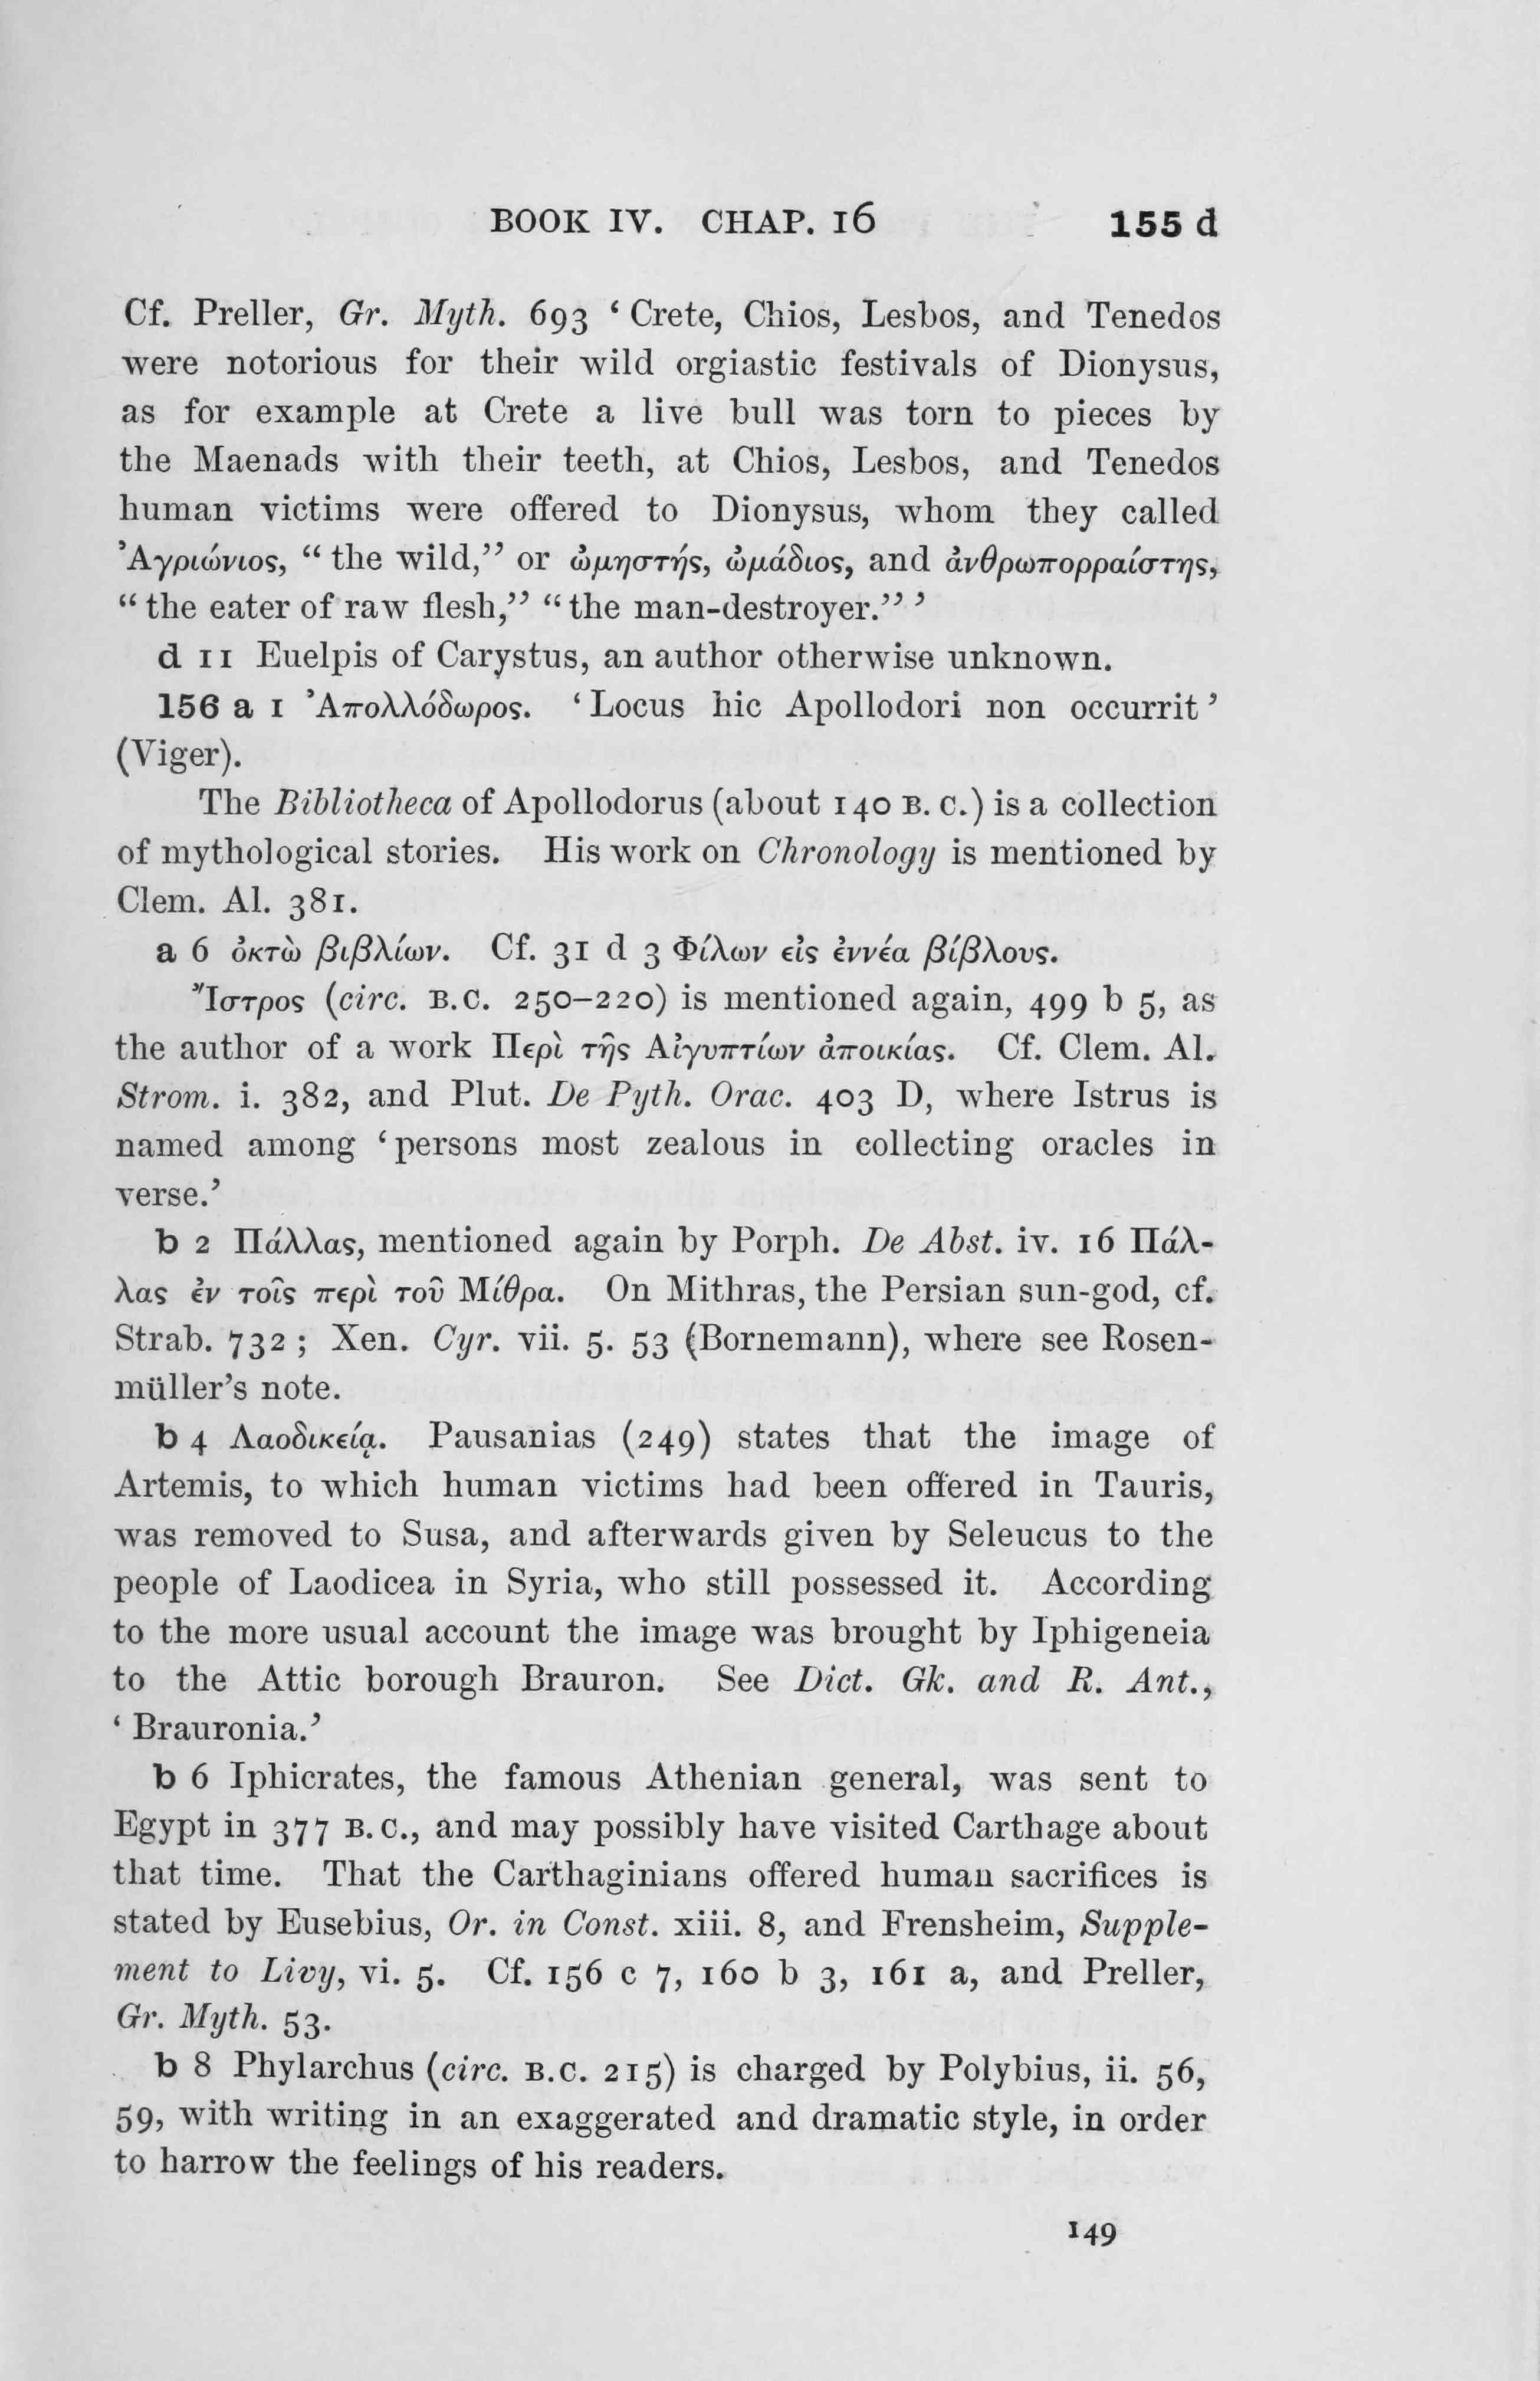 BOOK IV. CHAP. 16 155 d
Cf. Preller, Gr. Myth. 693 ‘Crete, Chios, Lesbos, and Tenedos
were notorious for their wild orgiastic festivals of Dionysus,
as for example at Crete a live bull was torn to pieces by
the Maenads with their teeth, at Chios, Lesbos, and Tenedos
human victims were offered to Dionysus, whom they called
Ἀγριώνιος, “the wild,” or ὠμηστής, ὠμάδιος, and ἀνθρωπορραίστης,
“the eater of raw flesh,” “the man-destroyer.” ’
d 11 Euelpis of Carystus, an author otherwise unknown.
156 a 1 Ἀπολλόδωρος. ‘Locus hic Apollodori non occurrit’
(Viger).
The Bibliotheca of Apollodorus (about 140 B.C.) is a collection
of mythological stories. His work on Chronology is mentioned by
Clem. Al. 381.
a 6 ὀκτὼ βιβλίων. Cf. 31 d 3 Φίλων εἰς ἐννέα βίβλους.
Ἴστρος (circ. B.C. 250–220) is mentioned again, 499 b 5, as
the author of a work Περὶ τῆς Αἰγυπτίων ἀποικίας. Cf. Clem. Al.
Strom. i. 382, and Plut. De Pyth. Orac. 403 D, where Istrus is
named among ‘persons most zealous in collecting oracles in
verse.’
b 2 Πάλλας, mentioned again by Porph. De Abst. iv. 16 Πάλ-
λας ἐν τοῖς περὶ τοῦ Μίθρα. On Mithras, the Persian sun-god, cf.
Strab. 732; Xen. Cyr. vii. 5. 53 (Bornemann), where see Rosen-
müller’s note.
b 4 Λαοδικείᾳ. Pausanias (249) states that the image of
Artemis, to which human victims had been offered in Tauris,
was removed to Susa, and afterwards given by Seleucus to the
people of Laodicea in Syria, who still possessed it. According
to the more usual account the image was brought by Iphigeneia
to the Attic borough Brauron. See Dict. Gk. and R. Ant.,
‘Brauronia.’
b 6 Iphicrates, the famous Athenian general, was sent to
Egypt in 377 B.C., and may possibly have visited Carthage about
that time. That the Carthaginians offered human sacrifices is
stated by Eusebius, Or. in Const. xiii. 8, and Frensheim, Supple-
ment to Livy, vi. 5. Cf. 156 c 7, 160 b 3, 161 a, and Preller,
Gr. Myth. 53.
b 8 Phylarchus (circ. B.C. 215) is charged by Polybius, ii. 56,
59, with writing in an exaggerated and dramatic style, in order
to harrow the feelings of his readers.
149